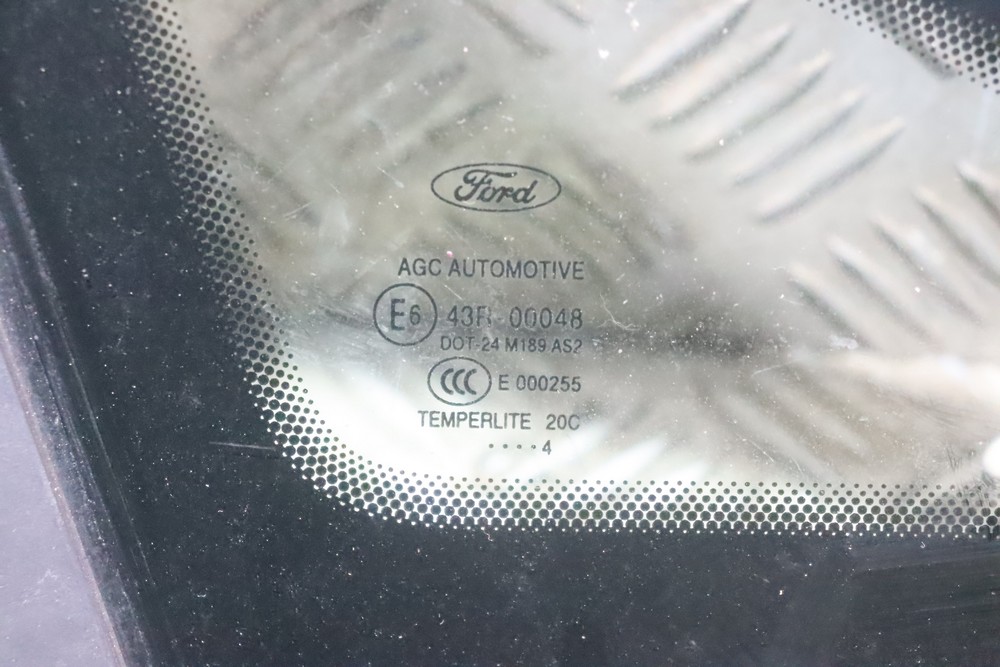 Ford
AGC AUTOMOTIVE
E6 43R-00048
DOT-24 M189 AS2
CCC E 000255
TEMPERLITE 20C
....4